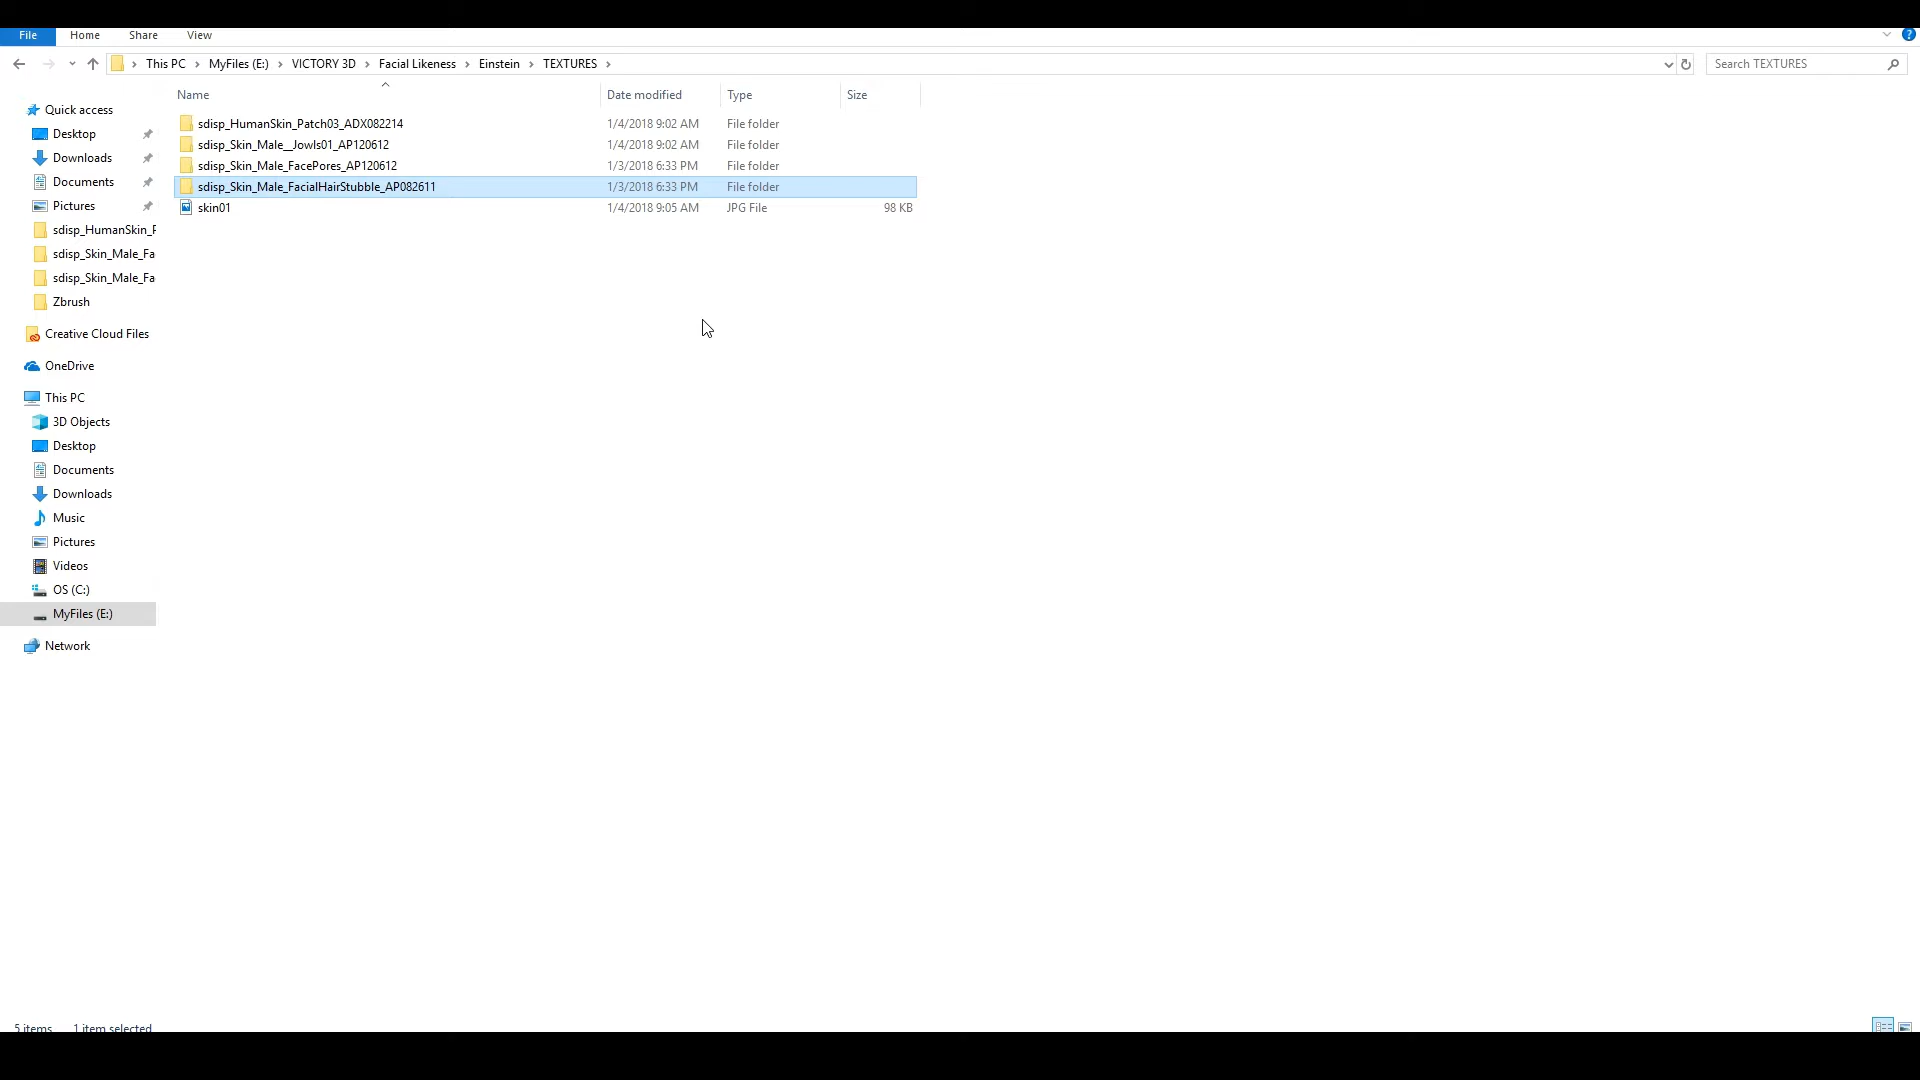 File Home Share View
This PC MyFiles (E:) VICTORY 3D Facial Likeness Einstein TEXTURES
Search TEXTURES
Name Date modified Type Size
sdisp_HumanSkin_Patch03_ADX082214 1/4/2018 9:02 AM File folder
sdisp_Skin_Male__Jowls01_AP120612 1/4/2018 9:02 AM File folder
sdisp_Skin_Male_FacePores_AP120612 1/3/2018 6:33 PM File folder
sdisp_Skin_Male_FacialHairStubble_AP082611 1/3/2018 6:33 PM File folder
skin01 1/4/2018 9:05 AM JPG File 98 KB
Quick access
Desktop
Downloads
Documents
Pictures
sdisp_HumanSkin_P
sdisp_Skin_Male_Fa
sdisp_Skin_Male_Fa
Zbrush
Creative Cloud Files
OneDrive
This PC
3D Objects
Desktop
Documents
Downloads
Music
Pictures
Videos
OS (C:)
MyFiles (E:)
Network
5 items 1 item selected